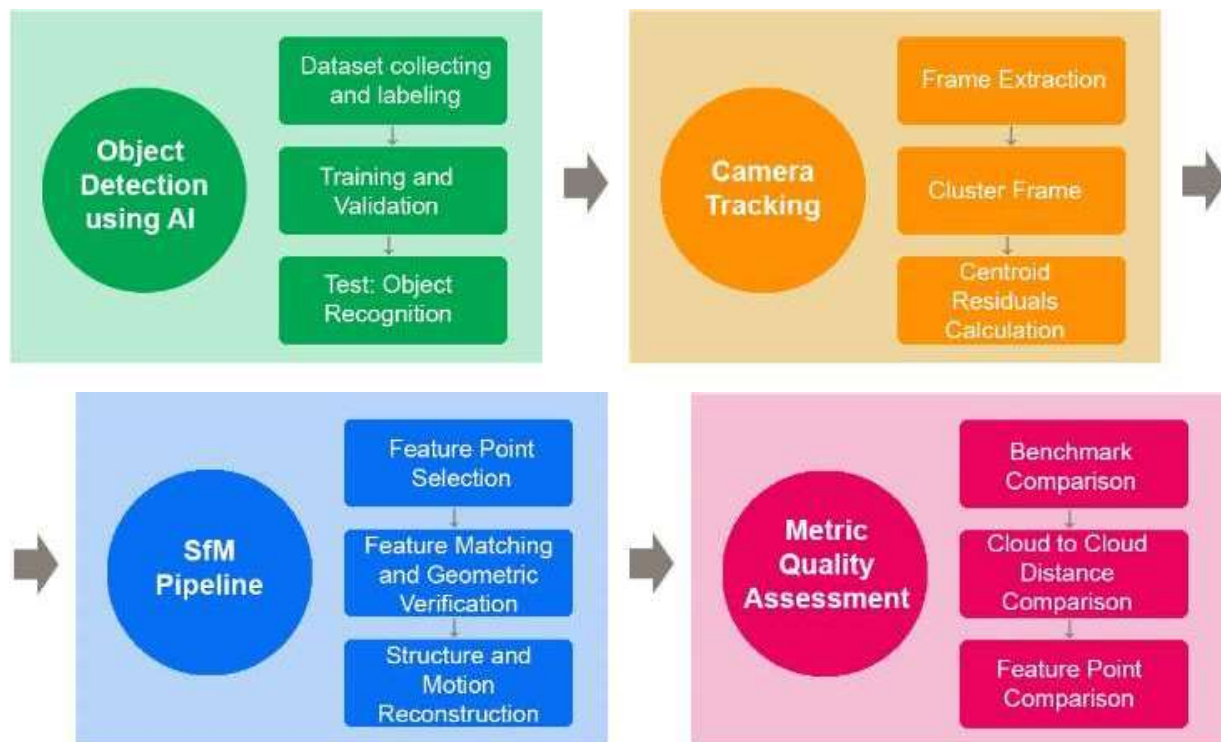 Object
Detection
using AI
Dataset collecting
and labeling
Training and
Validation
Test: Object
Recognition
Camera
Tracking
Frame Extraction
Cluster Frame
Centroid
Residuals
Calculation
SfM
Pipeline
Feature Point
Selection
Feature Matching
and Geometric
Verification
Structure and
Motion
Reconstruction
Metric
Quality
Assessment
Benchmark
Comparison
Cloud to Cloud
Distance
Comparison
Feature Point
Comparison